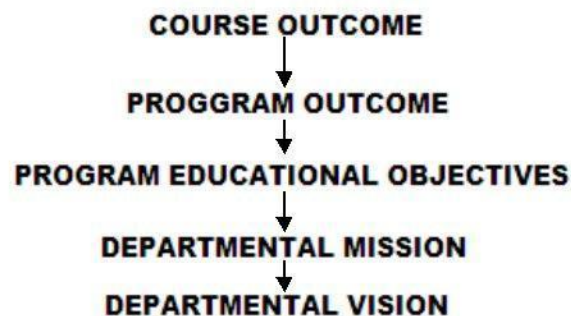 COURSE OUTCOME
PROGGRAM OUTCOME
PROGRAM EDUCATIONAL OBJECTIVES
DEPARTMENTAL MISSION
DEPARTMENTAL VISION